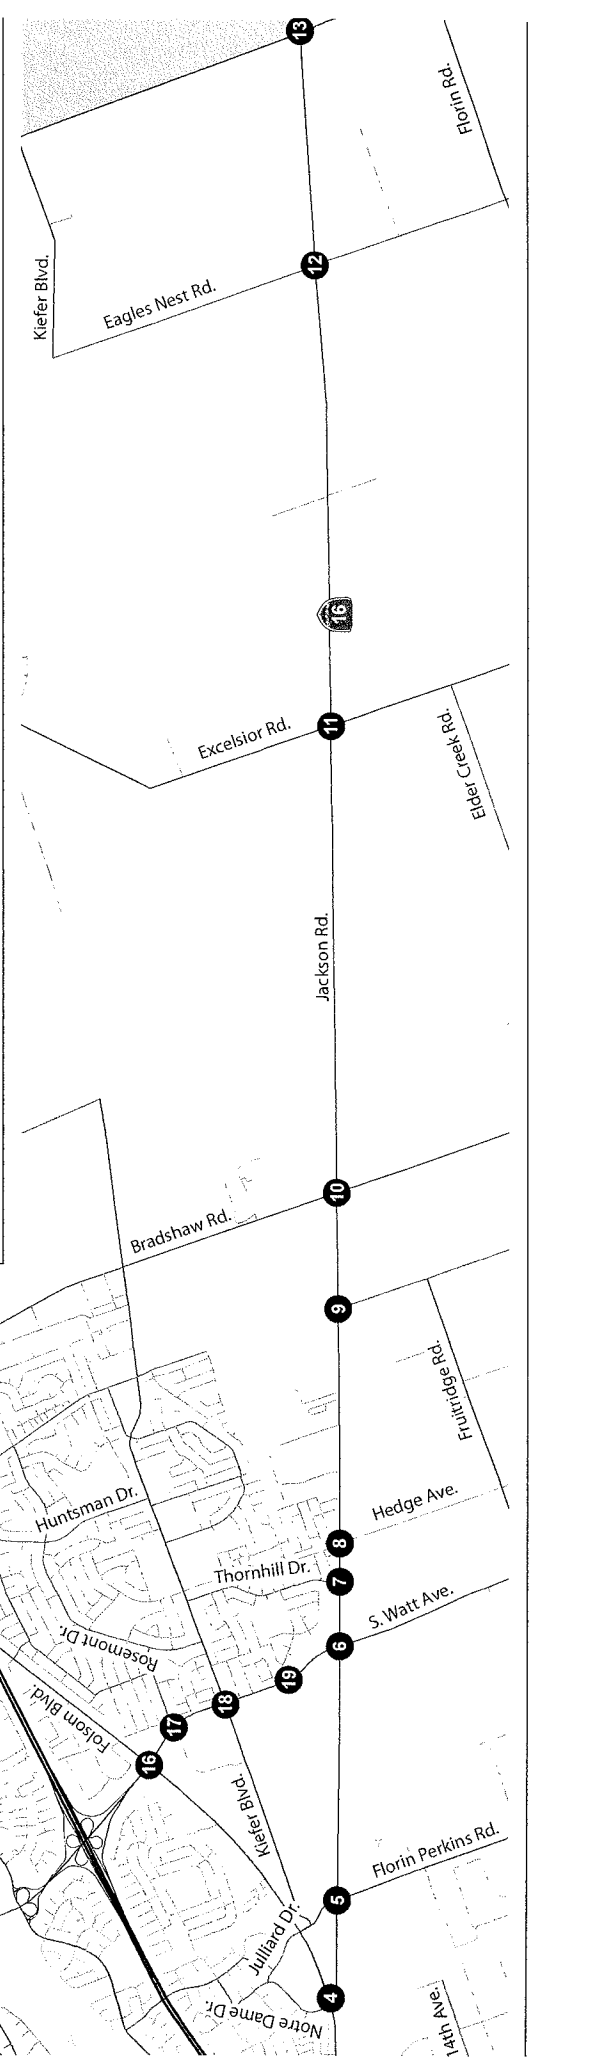 13
Florin Rd.
Kiefer Blvd.
12
Eagles Nest Rd.
16
11
Excelsior Rd.
Elder Creek Rd.
Jackson Rd.
10
Bradshaw Rd.
9
Fruitridge Rd.
Huntsman Dr.
Hedge Ave.
8
Thornhill Dr.
7
S. Watt Ave.
6
Rosemont Dr.
19
18
17
Folsom Blvd.
16
Kiefer Blvd.
Florin Perkins Rd.
5
Julliard Dr.
4
Notre Dame Dr.
14th Ave.